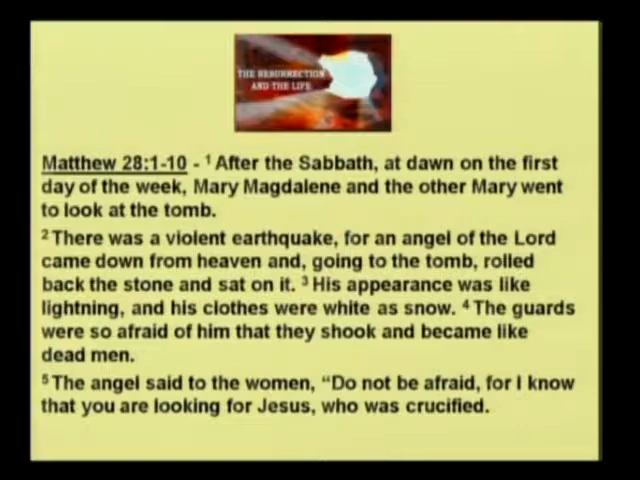 THE RESURRECTION
AND THE LIFE
Matthew 28:1-10 - ¹ After the Sabbath, at dawn on the first
day of the week, Mary Magdalene and the other Mary went
to look at the tomb.
² There was a violent earthquake, for an angel of the Lord
came down from heaven and, going to the tomb, rolled
back the stone and sat on it. ³ His appearance was like
lightning, and his clothes were white as snow. ⁴ The guards
were so afraid of him that they shook and became like
dead men.
⁵ The angel said to the women, “Do not be afraid, for I know
that you are looking for Jesus, who was crucified.